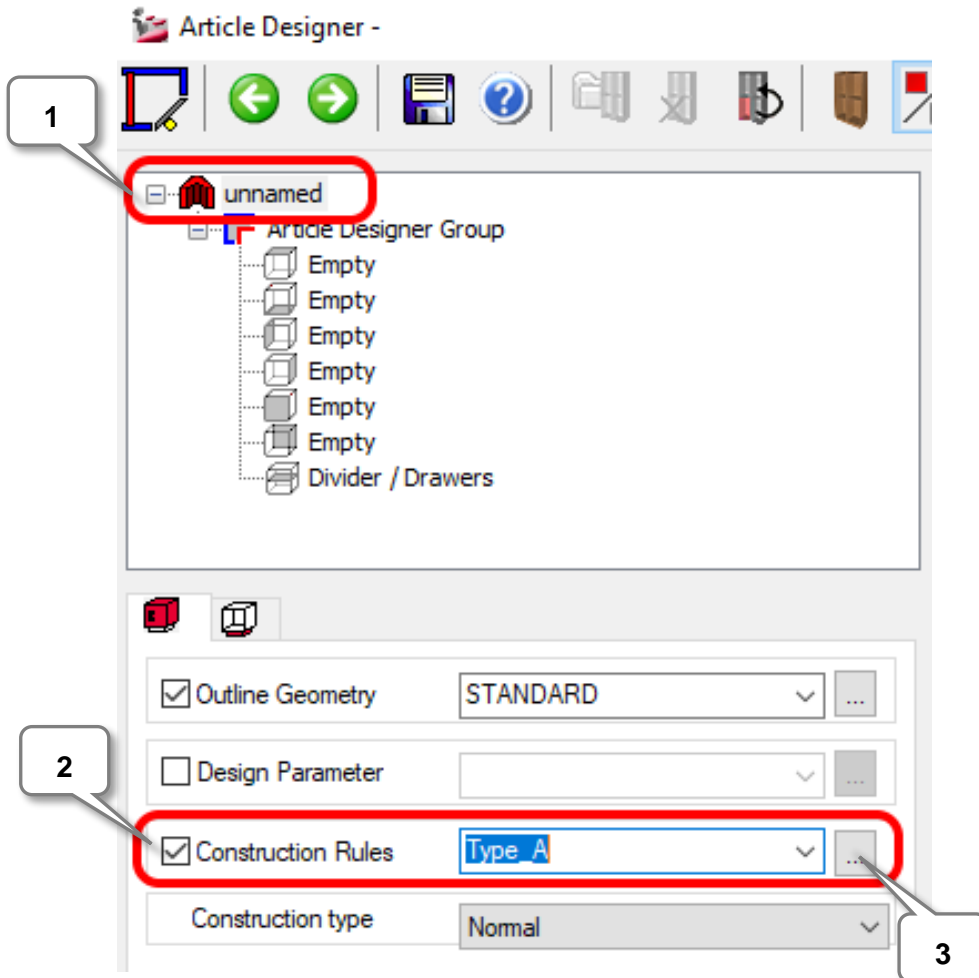 Article Designer -
1
unnamed
Article Designer Group
Empty
Empty
Empty
Empty
Empty
Empty
Divider / Drawers
Outline Geometry STANDARD ...
2
Design Parameter ...
Construction Rules Type_A ...
Construction type Normal
3